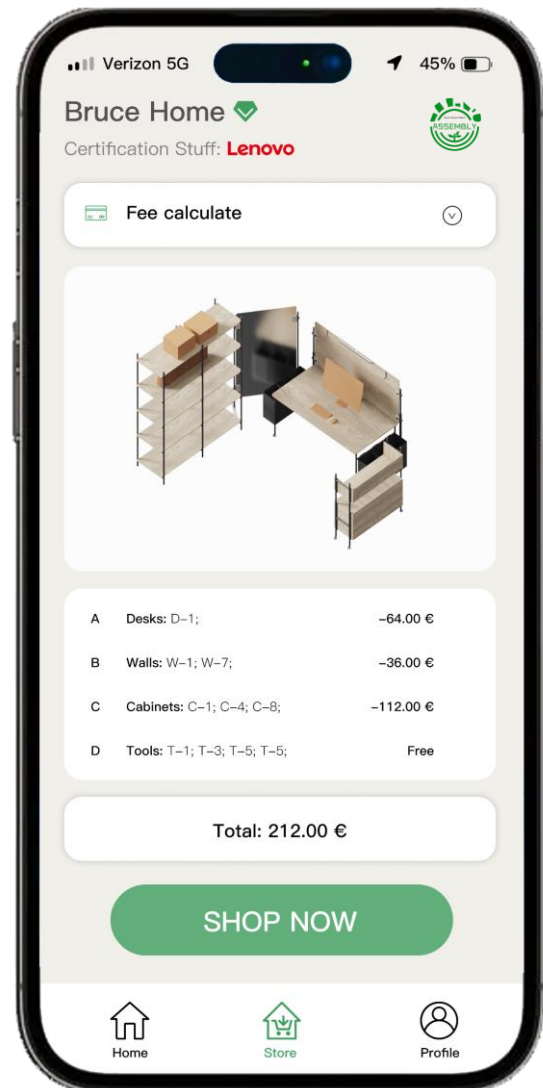 Verizon 5G 45%
Bruce Home
ASSEMBLY
Certification Stuff: Lenovo
Fee calculate
A Desks: D–1; –64.00 €
B Walls: W–1; W–7; –36.00 €
C Cabinets: C–1; C–4; C–8; –112.00 €
D Tools: T–1; T–3; T–5; T–5; Free
Total: 212.00 €
SHOP NOW
Home Store Profile